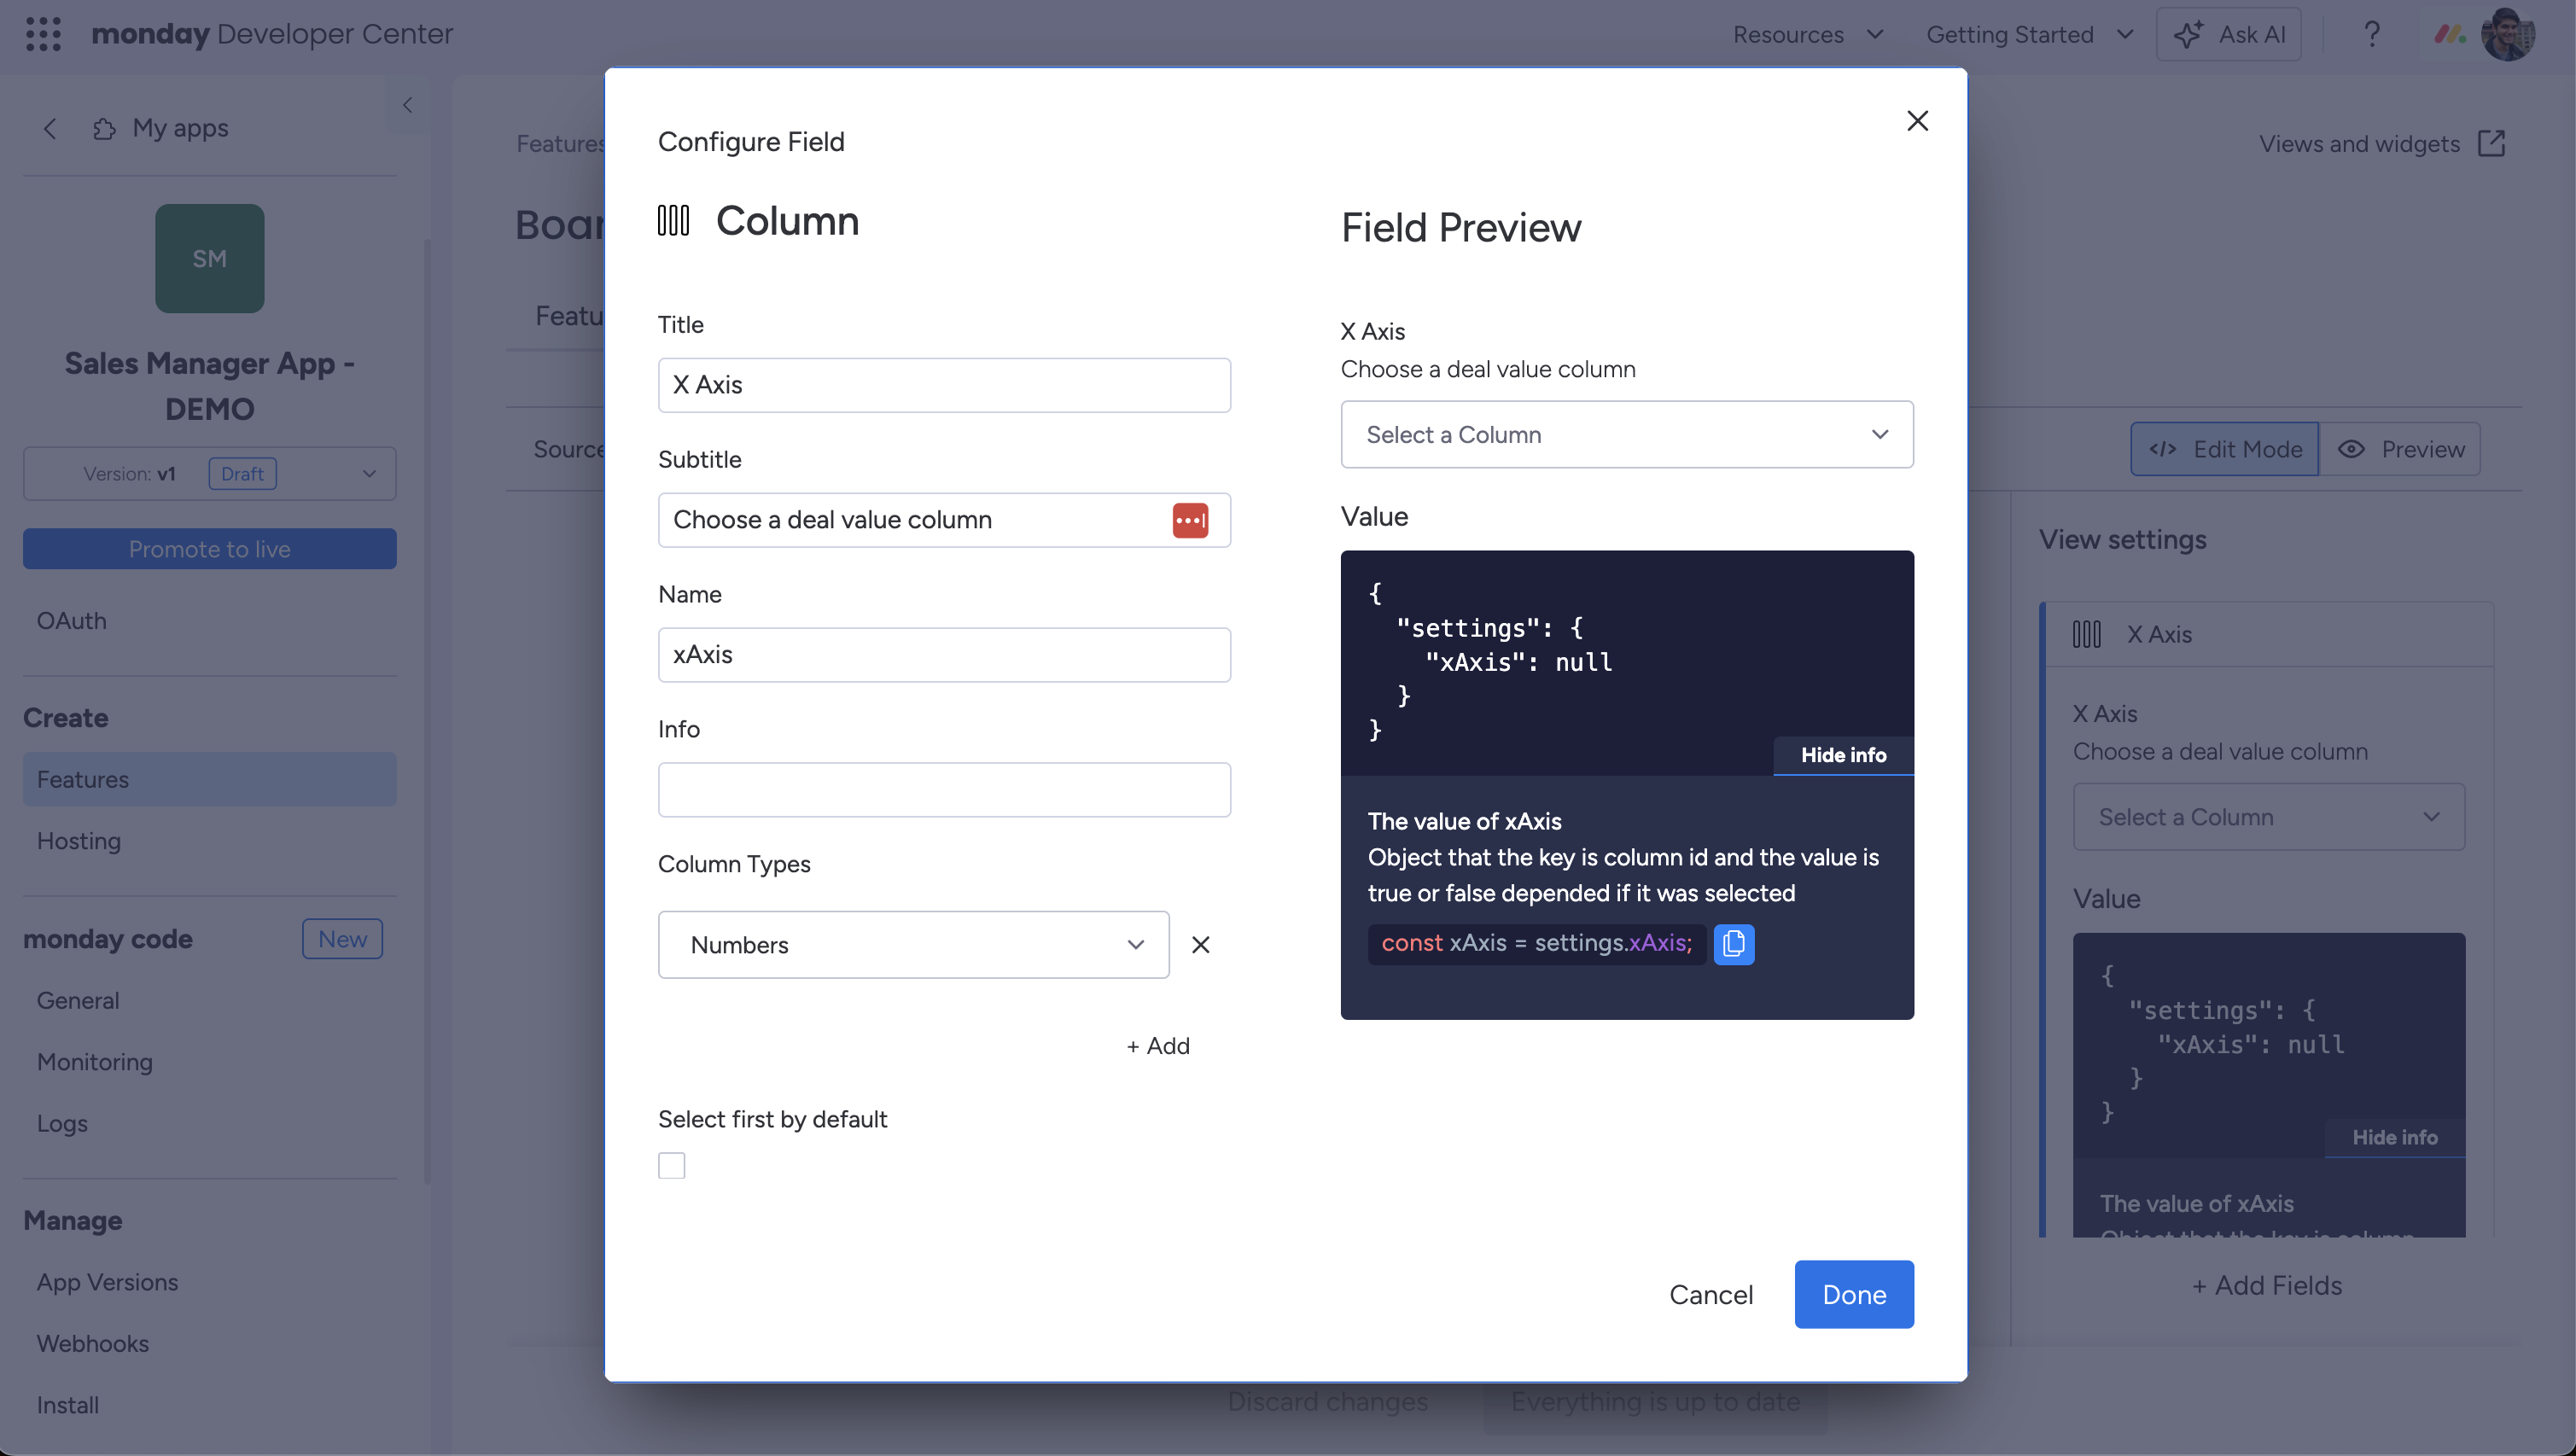 monday Developer Center
Resources
Getting Started
Ask AI
?
My apps
SM
Sales Manager App -
DEMO
Version: v1
Draft
Promote to live
OAuth
Create
Features
Hosting
monday code
New
General
Monitoring
Logs
Manage
App Versions
Webhooks
Install
Features
Boar
Featu
Source
Configure Field
Column
Title
X Axis
Subtitle
Choose a deal value column
Name
xAxis
Info
Column Types
Numbers
+ Add
Select first by default
Field Preview
X Axis
Choose a deal value column
Select a Column
Value
{
"settings": {
"xAxis": null
}
}
Hide info
The value of xAxis
Object that the key is column id and the value is
true or false depended if it was selected
const xAxis = settings.xAxis;
Cancel
Done
Views and widgets
</> Edit Mode
Preview
View settings
X Axis
X Axis
Choose a deal value column
Select a Column
Value
{
"settings": {
"xAxis": null
}
}
Hide info
The value of xAxis
Object that the key is column
+ Add Fields
Discard changes
Everything is up to date